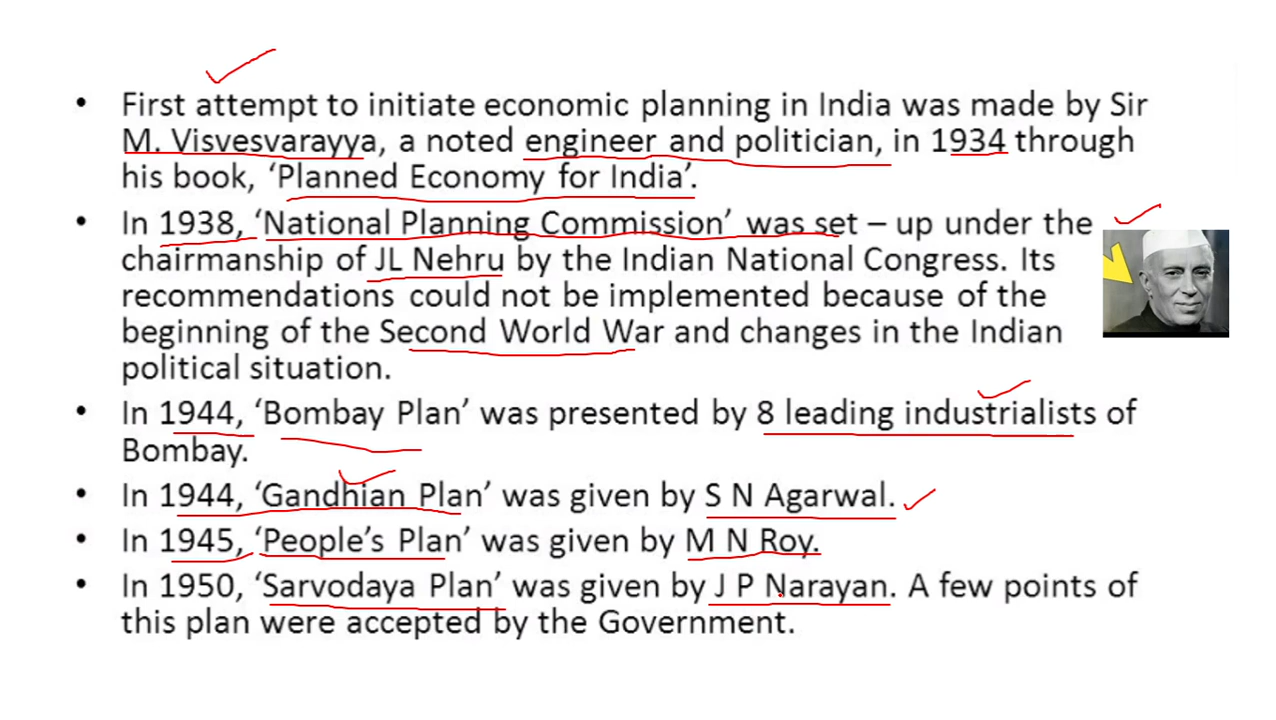 • First attempt to initiate economic planning in India was made by Sir
M. Visvesvarayya, a noted engineer and politician, in 1934 through
his book, ‘Planned Economy for India’.
• In 1938, ‘National Planning Commission’ was set – up under the
chairmanship of JL Nehru by the Indian National Congress. Its
recommendations could not be implemented because of the
beginning of the Second World War and changes in the Indian
political situation.
• In 1944, ‘Bombay Plan’ was presented by 8 leading industrialists of
Bombay.
• In 1944, ‘Gandhian Plan’ was given by S N Agarwal.
• In 1945, ‘People’s Plan’ was given by M N Roy.
• In 1950, ‘Sarvodaya Plan’ was given by J P Narayan. A few points of
this plan were accepted by the Government.